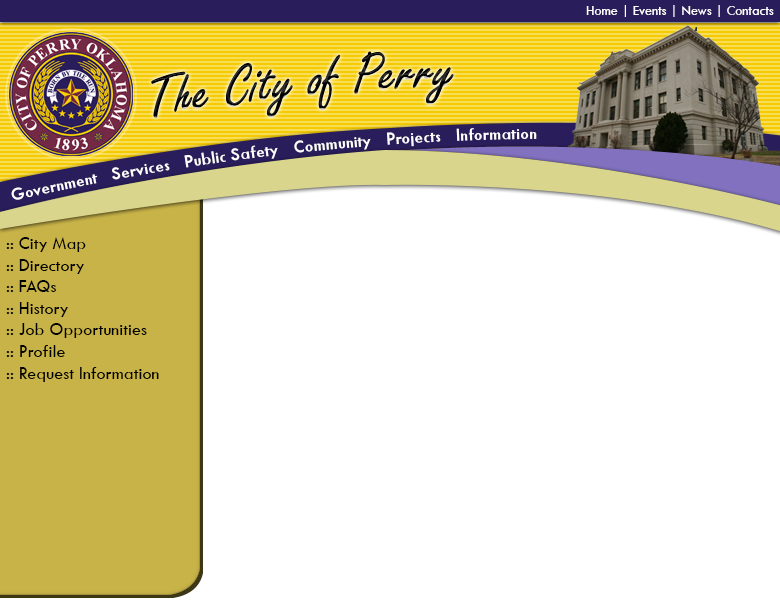 Home | Events | News | Contacts
CITY OF PERRY OKLAHOMA
BORN BY THE RUN
1893
The City of Perry
Government Services Public Safety Community Projects Information
:: City Map
:: Directory
:: FAQs
:: History
:: Job Opportunities
:: Profile
:: Request Information